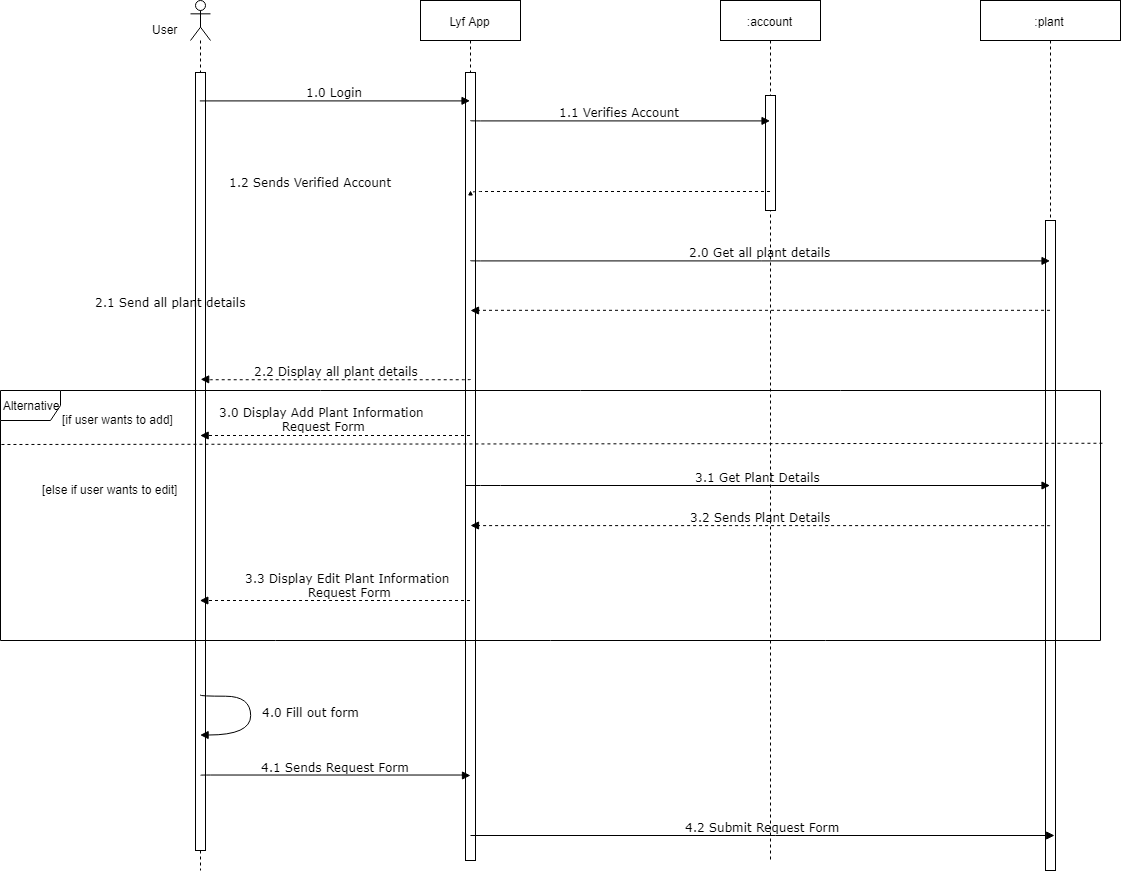 User
Lyf App
:account
:plant
1.0 Login
1.1 Verifies Account
1.2 Sends Verified Account
2.0 Get all plant details
2.1 Send all plant details
2.2 Display all plant details
Alternative
[if user wants to add]
3.0 Display Add Plant Information
Request Form
[else if user wants to edit]
3.1 Get Plant Details
3.2 Sends Plant Details
3.3 Display Edit Plant Information
Request Form
4.0 Fill out form
4.1 Sends Request Form
4.2 Submit Request Form